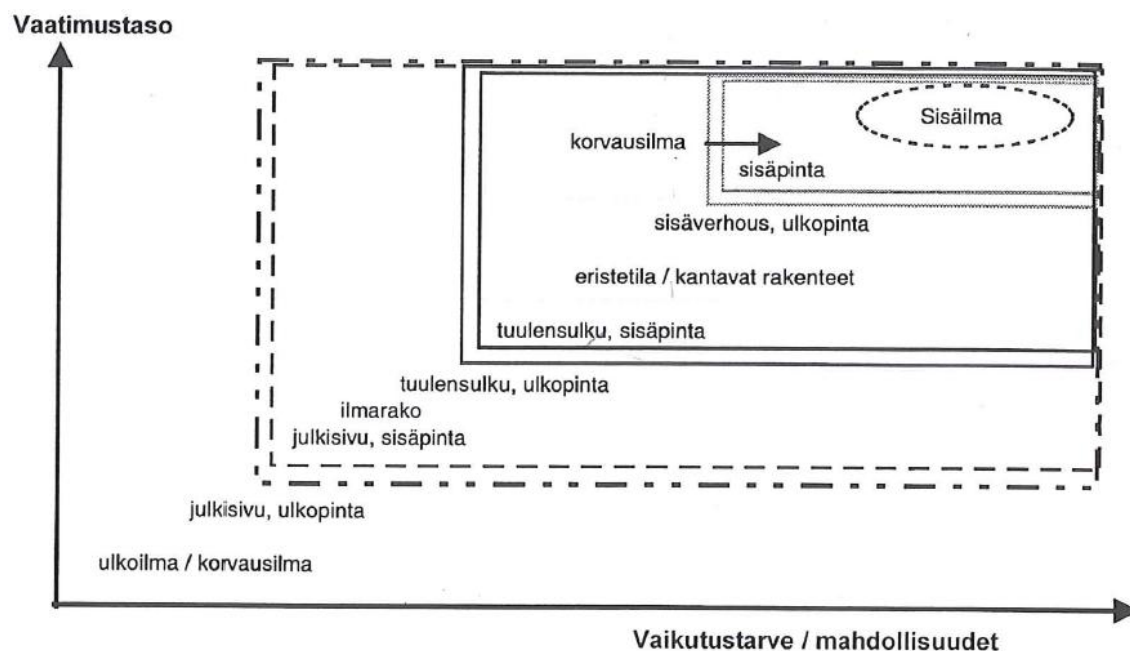 Vaatimustaso
Sisäilma
korvausilma
sisäpinta
sisäverhous, ulkopinta
eristetila / kantavat rakenteet
tuulensulku, sisäpinta
tuulensulku, ulkopinta
ilmarako
julkisivu, sisäpinta
julkisivu, ulkopinta
ulkoilma / korvausilma
Vaikutustarve / mahdollisuudet